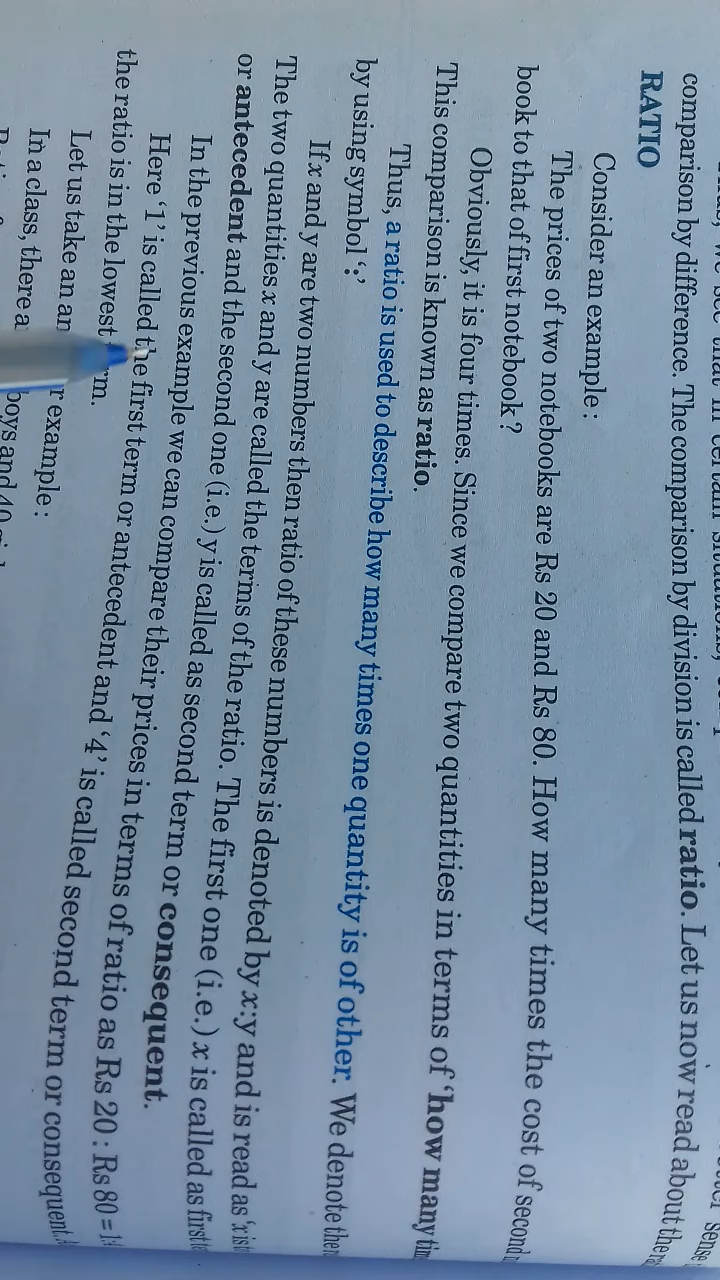 comparison by difference. The comparison by division is called ratio. Let us now read about the
RATIO
Consider an example :
The prices of two notebooks are Rs 20 and Rs 80. How many times the cost of second
book to that of first notebook ?
Obviously, it is four times. Since we compare two quantities in terms of 'how many
This comparison is known as ratio.
Thus, a ratio is used to describe how many times one quantity is of other. We denote
by using symbol ':'
If x and y are two numbers then ratio of these numbers is denoted by x:y and is read as 'x is
The two quantities x and y are called the terms of the ratio. The first one (i.e.) x is called as first
or antecedent and the second one (i.e.) y is called as second term or consequent.
In the previous example we can compare their prices in terms of ratio as Rs 20 : Rs 80 = 1:
Here '1' is called the first term or antecedent and '4' is called second term or consequent.
the ratio is in the lowest
Let us take an example :
In a class, there boys and 40